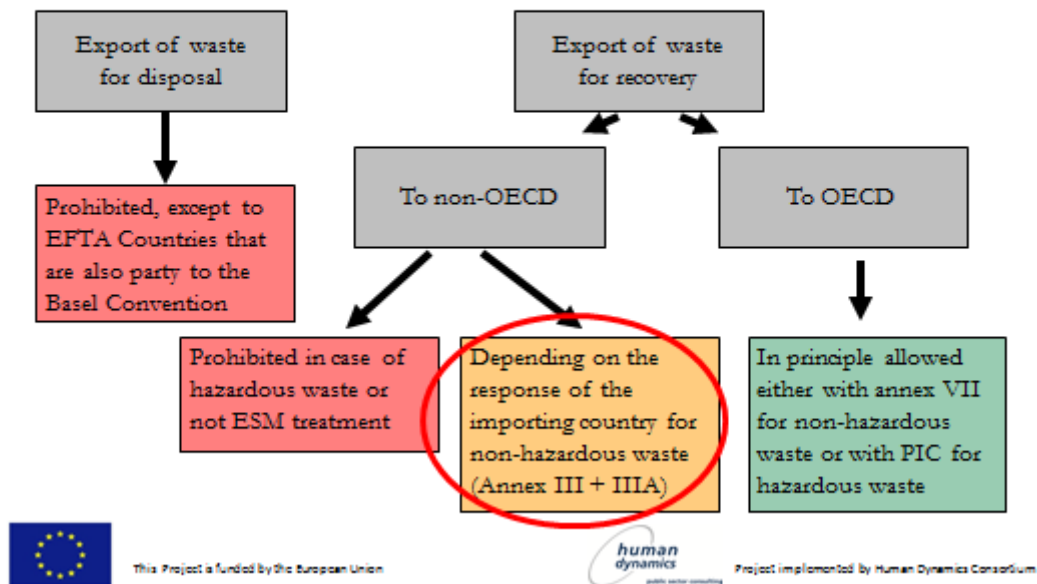 Export of waste
for disposal
Export of waste
for recovery
To non-OECD
To OECD
Prohibited, except to
EFTA Countries that
are also party to the
Basel Convention
Prohibited in case of
hazardous waste or
not ESM treatment
Depending on the
response of the
importing country for
non-hazardous waste
(Annex III + IIIA)
In principle allowed
either with annex VII
for non-hazardous
waste or with PIC for
hazardous waste
This Project is funded by the European Union
human
dynamics
public sector consulting
Project implemented by Human Dynamics Consortium